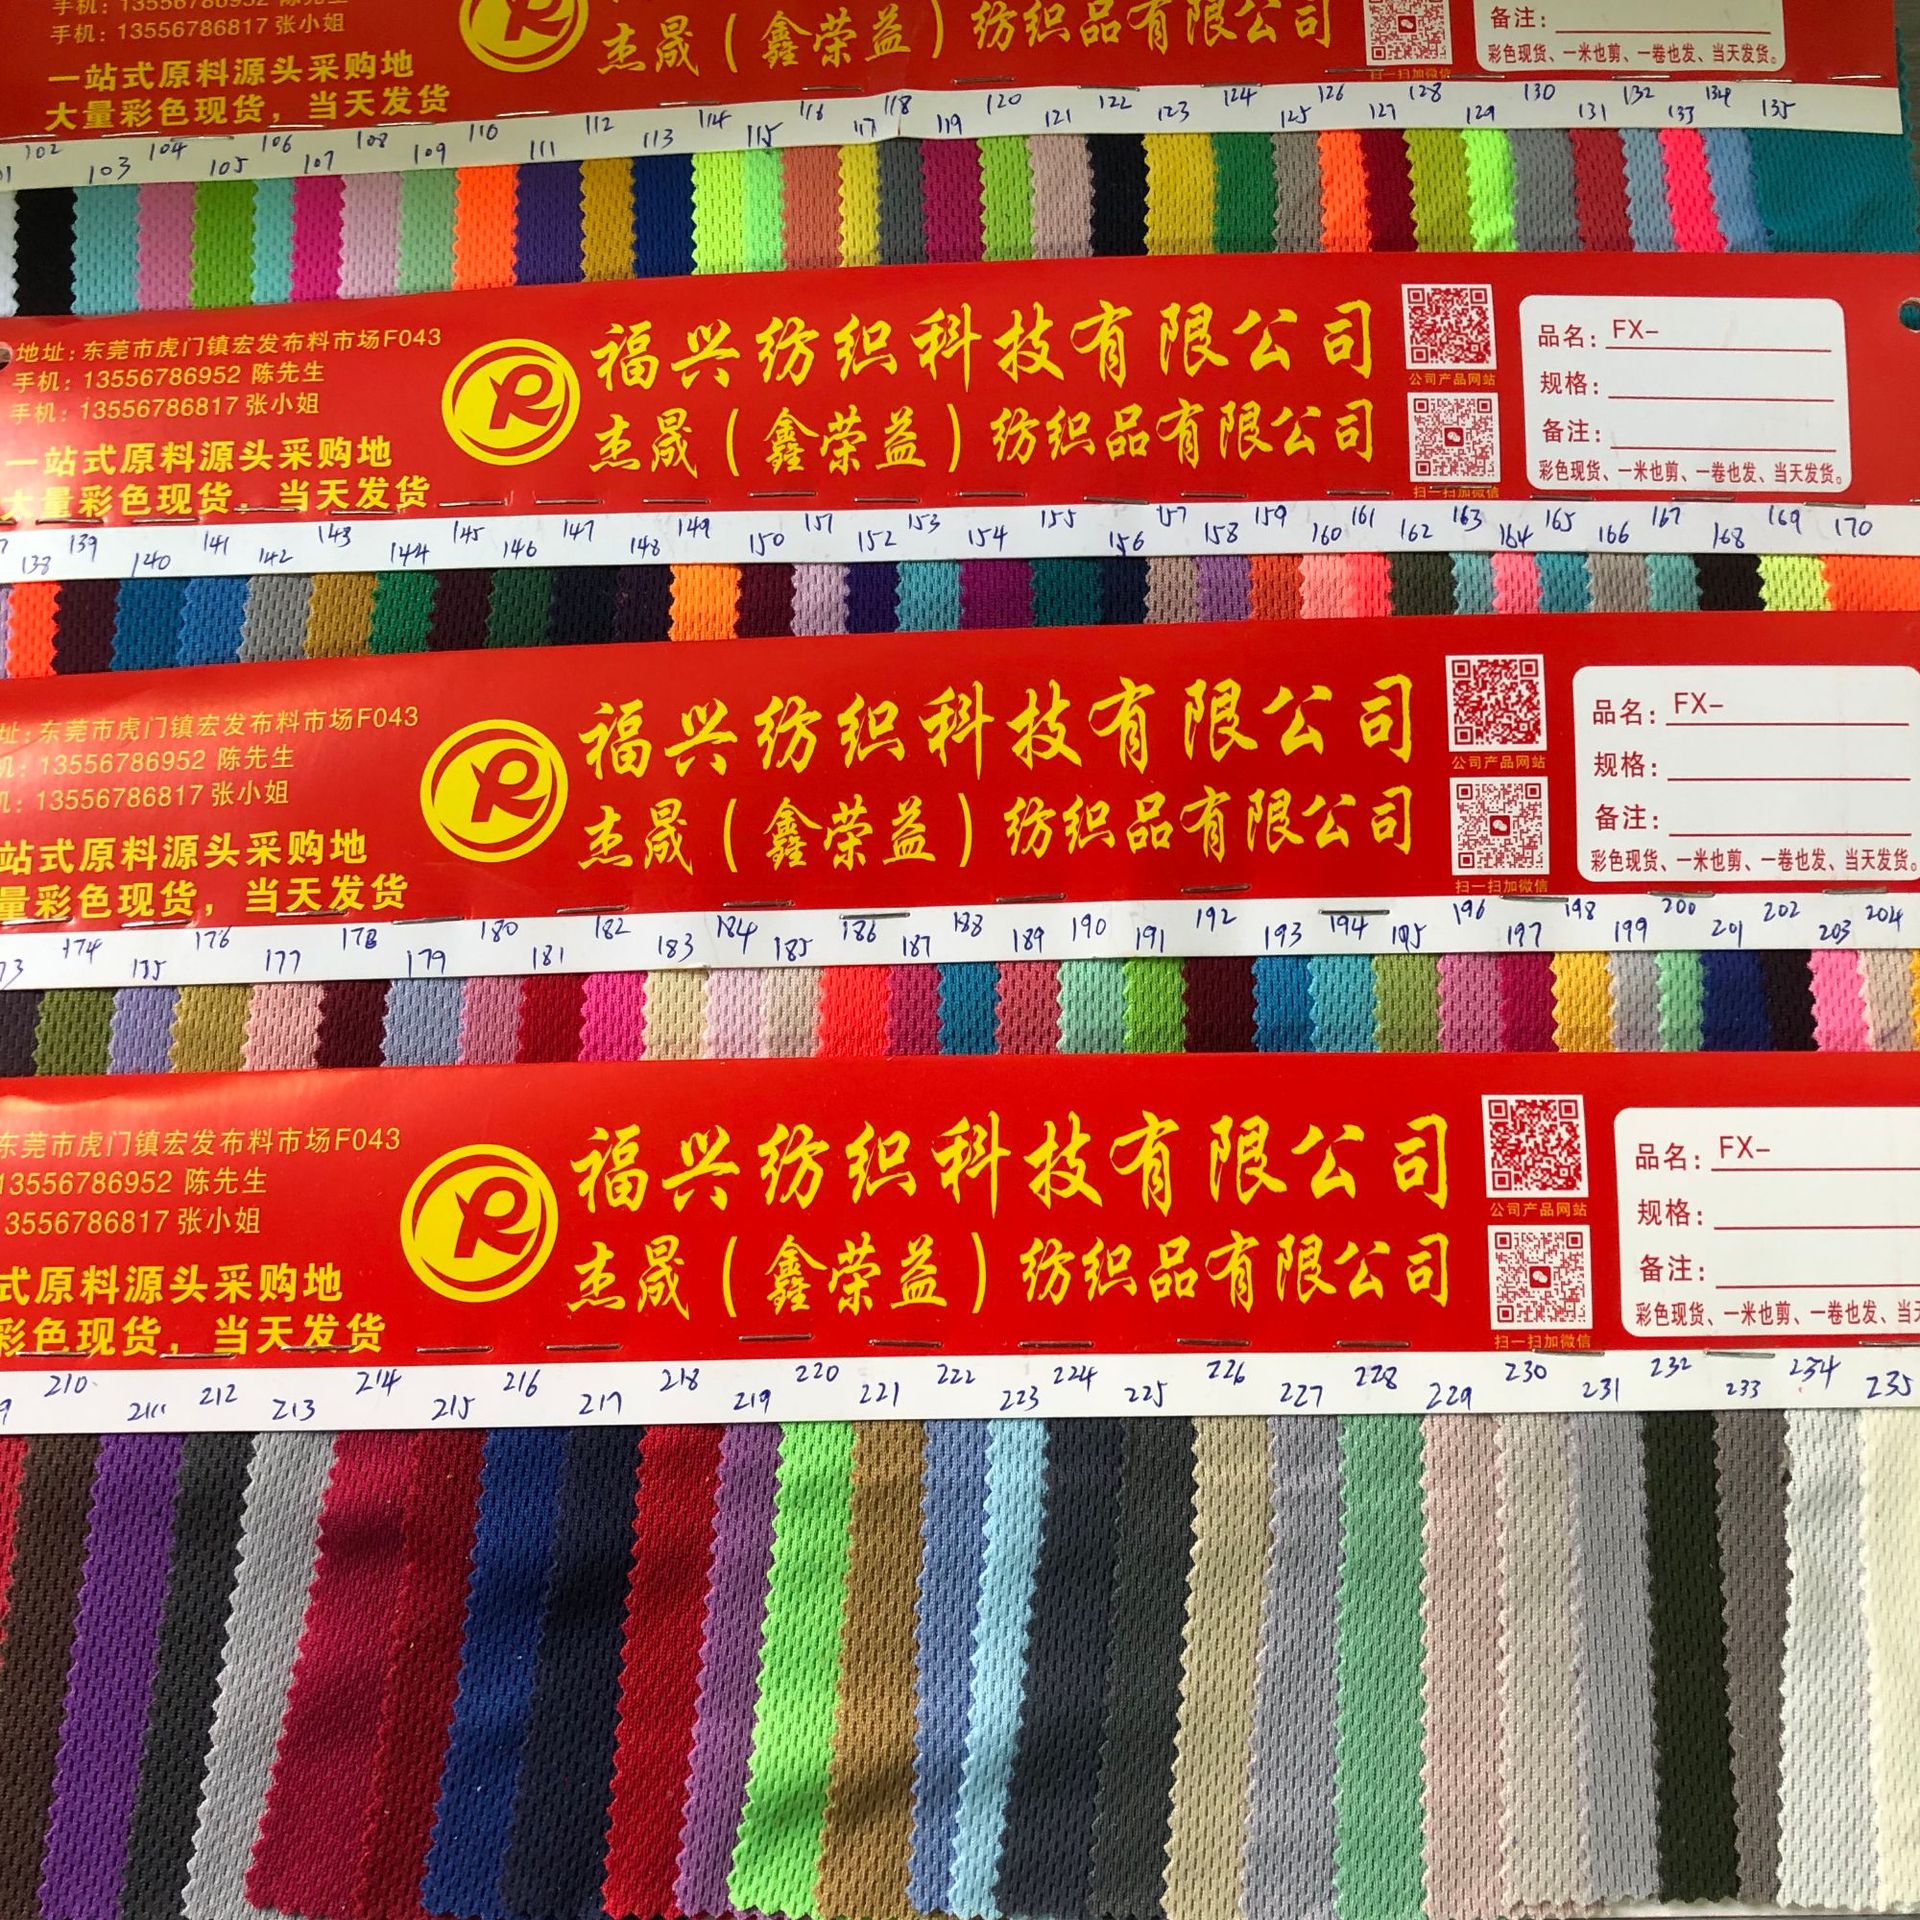 手机：13556786952 陈先生
手机：13556786817 张小姐
一站式原料源头采购地
大量彩色现货，当天发货
杰晟（鑫荣益）纺织品有限公司
扫一扫加微信
备注：
彩色现货、一米也剪、一卷也发、当天发货。
102 103 104 105 106 107 108 109 110 111 112 113 114 115 116 117 118 119 120 121 122 123 124 125 126 127 128 129 130 131 132 133 134 135
地址：东莞市虎门镇宏发布料市场F043
手机：13556786952 陈先生
手机：13556786817 张小姐
一站式原料源头采购地
大量彩色现货，当天发货
R
福兴纺织科技有限公司
杰晟（鑫荣益）纺织品有限公司
公司产品网站
扫一扫加微信
品名：FX-
规格：
备注：
彩色现货、一米也剪、一卷也发、当天发货。
138 139 140 141 142 143 144 145 146 147 148 149 150 151 152 153 154 155 156 157 158 159 160 161 162 163 164 165 166 167 168 169 170
址：东莞市虎门镇宏发布料市场F043
机：13556786952 陈先生
机：13556786817 张小姐
站式原料源头采购地
量彩色现货，当天发货
R
福兴纺织科技有限公司
杰晟（鑫荣益）纺织品有限公司
公司产品网站
扫一扫加微信
品名：FX-
规格：
备注：
彩色现货、一米也剪、一卷也发、当天发货。
73 174 175 176 177 178 179 180 181 182 183 184 185 186 187 188 189 190 191 192 193 194 195 196 197 198 199 200 201 202 203 204
东莞市虎门镇宏发布料市场F043
13556786952 陈先生
13556786817 张小姐
式原料源头采购地
彩色现货，当天发货
R
福兴纺织科技有限公司
杰晟（鑫荣益）纺织品有限公司
公司产品网站
扫一扫加微信
品名：FX-
规格：
备注：
彩色现货、一米也剪、一卷也发、当天
9 210 211 212 213 214 215 216 217 218 219 220 221 222 223 224 225 226 227 228 229 230 231 232 233 234 235